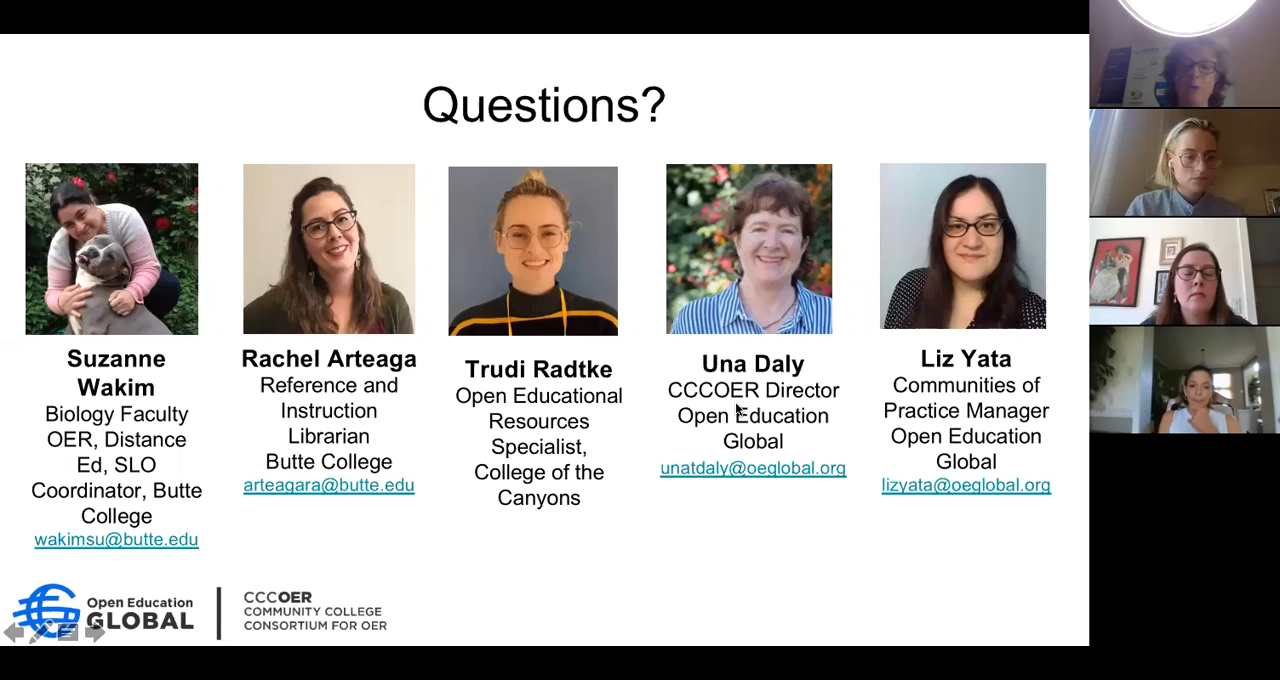 Questions?
Suzanne
Wakim
Biology Faculty
OER, Distance
Ed, SLO
Coordinator, Butte
College
wakimsu@butte.edu
Rachel Arteaga
Reference and
Instruction
Librarian
Butte College
arteagara@butte.edu
Trudi Radtke
Open Educational
Resources
Specialist,
College of the
Canyons
Una Daly
CCCOER Director
Open Education
Global
unatdaly@oeglobal.org
Liz Yata
Communities of
Practice Manager
Open Education
Global
lizyata@oeglobal.org
Open Education
GLOBAL
CCCOER
COMMUNITY COLLEGE
CONSORTIUM FOR OER